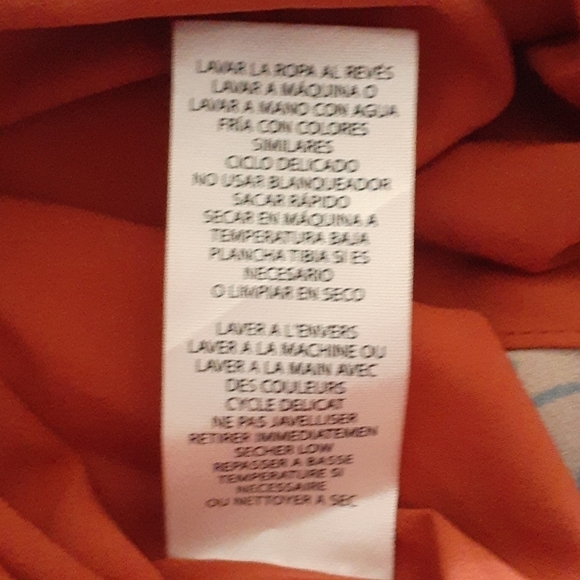 LAVAR LA ROPA AL REVÉS
LAVAR A MÁQUINA O
LAVAR A MANO CON AGUA
FRÍA CON COLORES
SIMILARES
CICLO DELICADO
NO USAR BLANQUEADOR
SACAR RÁPIDO
SECAR EN MÁQUINA A
TEMPERATURA BAJA
PLANCHA TIBIA SI ES
NECESARIO
O LIMPIAR EN SECO
LAVER A L'ENVERS
LAVER A LA MACHINE OU
LAVER A LA MAIN AVEC
DES COULEURS
CYCLE DELICAT
NE PAS JAVELLISER
RETIRER IMMEDIATEMEN
SECHER LOW
REPASSER A BASSE
TEMPERATURE SI
NECESSAIRE
OU NETTOYER A SEC